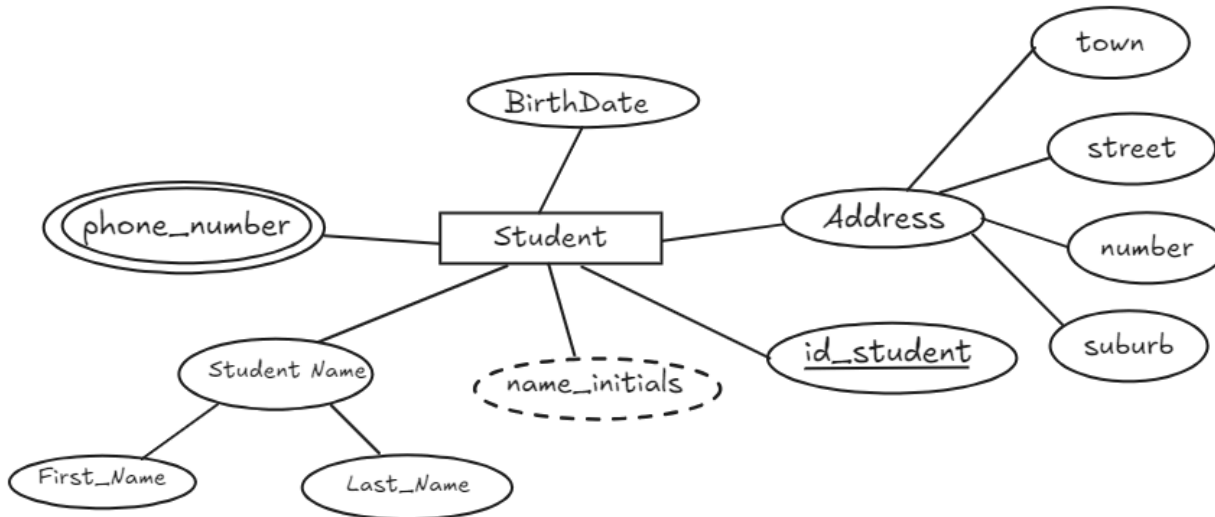 town
BirthDate
street
phone_number
Student
Address
number
id_student
suburb
Student Name
name_initials
First_Name
Last_Name